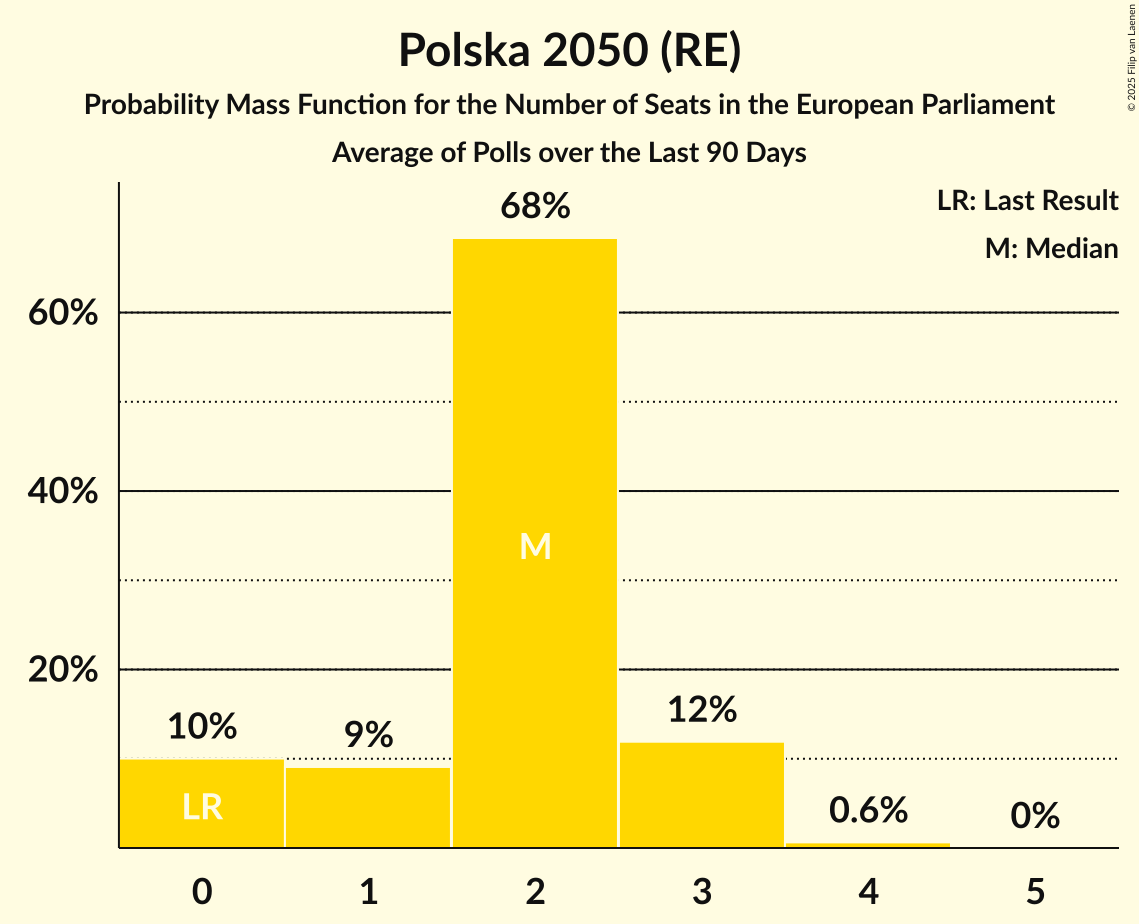 Polska 2050 (RE)
Probability Mass Function for the Number of Seats in the European Parliament
Average of Polls over the Last 90 Days
© 2025 Filip van Laenen
LR: Last Result
M: Median
68%
60%
40%
M
20%
10%
9%
12%
LR
0.6%
0%
0
1
2
3
4
5